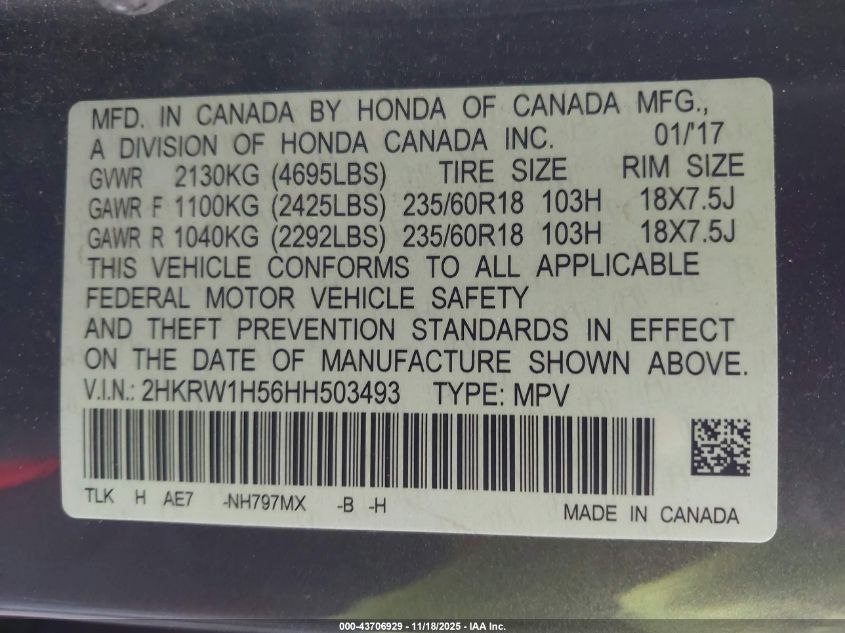 MFD. IN CANADA BY HONDA OF CANADA MFG.,
A DIVISION OF HONDA CANADA INC. 01/'17
GVWR 2130KG (4695LBS) TIRE SIZE RIM SIZE
GAWR F 1100KG (2425LBS) 235/60R18 103H 18X7.5J
GAWR R 1040KG (2292LBS) 235/60R18 103H 18X7.5J
THIS VEHICLE CONFORMS TO ALL APPLICABLE
FEDERAL MOTOR VEHICLE SAFETY
AND THEFT PREVENTION STANDARDS IN EFFECT
ON THE DATE OF MANUFACTURE SHOWN ABOVE.
V.I.N.: 2HKRW1H56HH503493 TYPE: MPV
TLK H AE7 -NH797MX -B -H
MADE IN CANADA
000-43706929 - 11/18/2025 - IAA Inc.